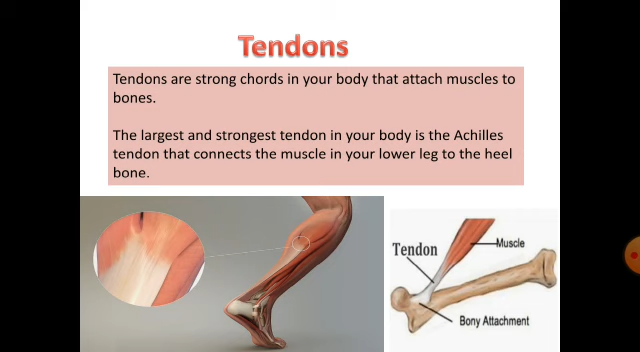 Tendons
Tendons are strong chords in your body that attach muscles to
bones.
The largest and strongest tendon in your body is the Achilles
tendon that connects the muscle in your lower leg to the heel
bone.
Muscle
Tendon
Bony Attachment